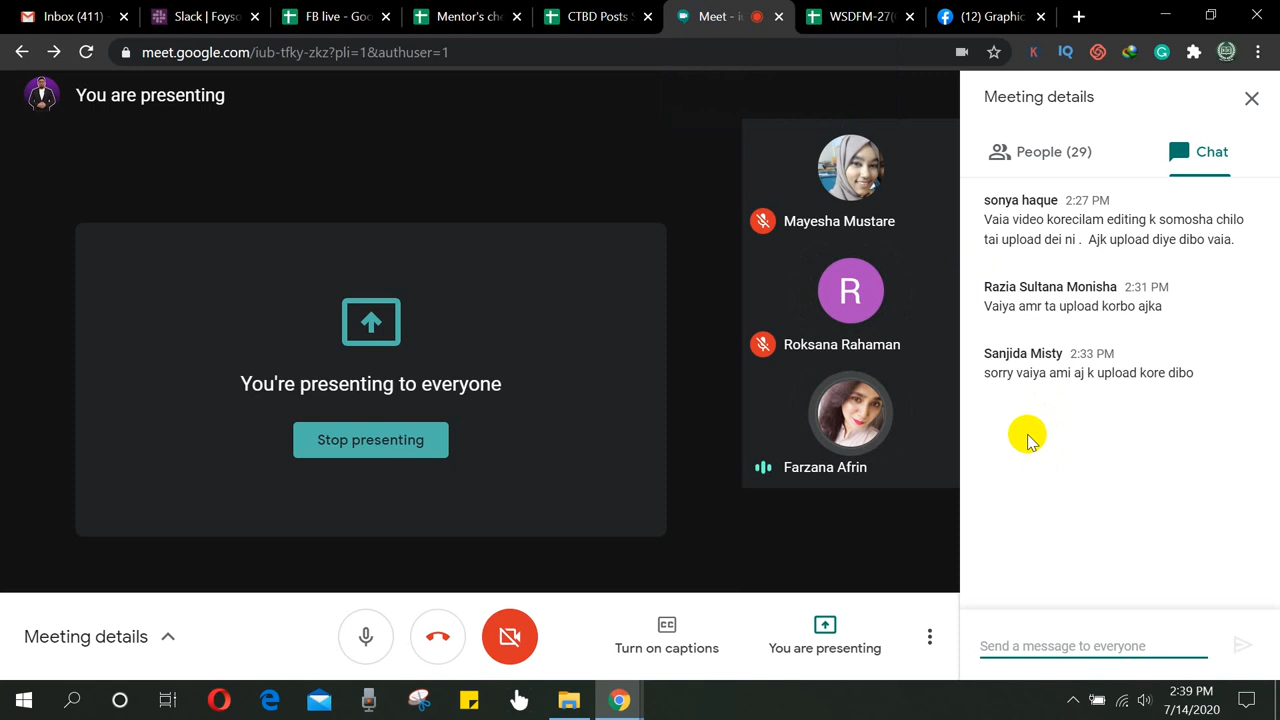 Inbox (411) -
Slack | Foyso
FB live - Goo
Mentor's che
CTBD Posts S
Meet - iu
WSDFM-27(
(12) Graphic
meet.google.com/iub-tfky-zkz?pli=1&authuser=1
You are presenting
You're presenting to everyone
Stop presenting
Mayesha Mustare
R
Roksana Rahaman
Farzana Afrin
Meeting details
People (29)
Chat
sonya haque 2:27 PM
Vaia video korecilam editing k somosha chilo
tai upload dei ni . Ajk upload diye dibo vaia.
Razia Sultana Monisha 2:31 PM
Vaiya amr ta upload korbo ajka
Sanjida Misty 2:33 PM
sorry vaiya ami aj k upload kore dibo
Send a message to everyone
Meeting details
CC
Turn on captions
You are presenting
2:39 PM
7/14/2020